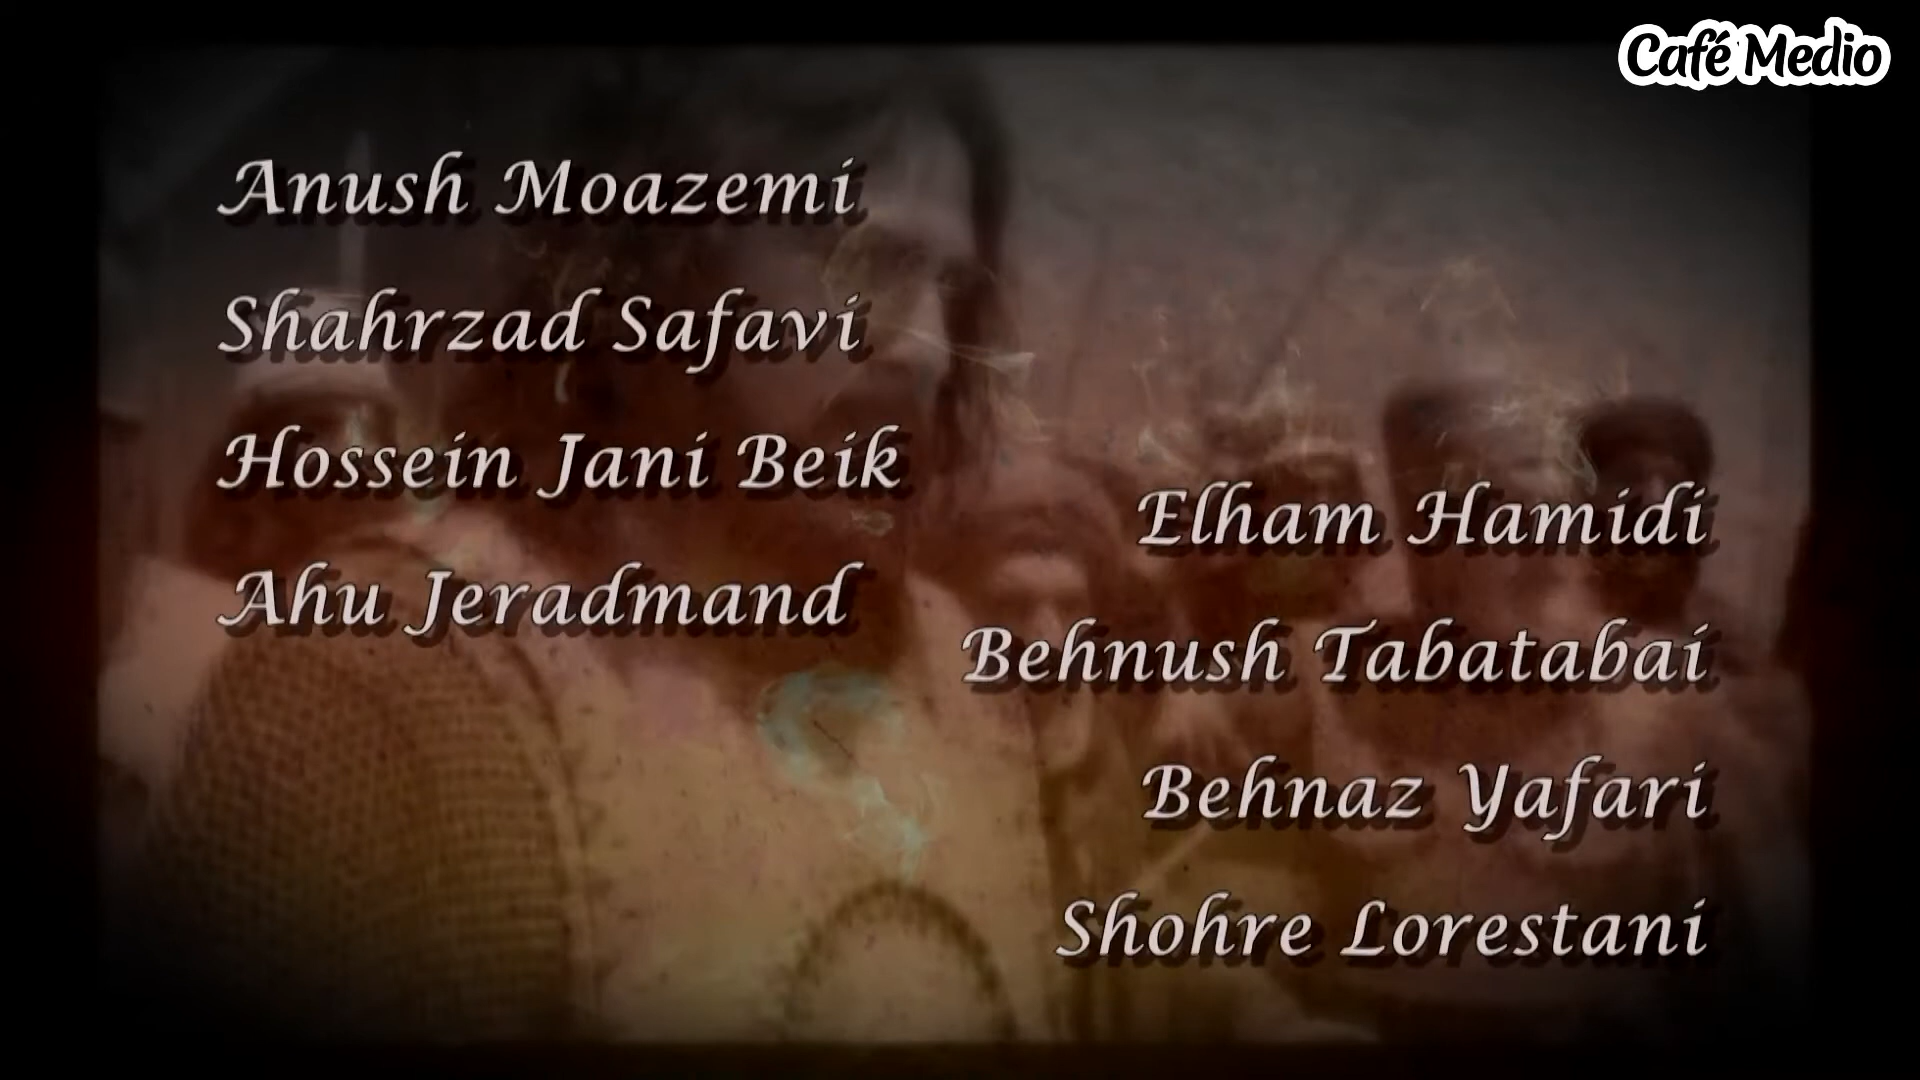 Café Medio
Anush Moazemi
Shahrzad Safavi
Hossein Jani Beik
Ahu Jeradmand
Elham Hamidi
Behnush Tabatabai
Behnaz Yafari
Shohre Lorestani